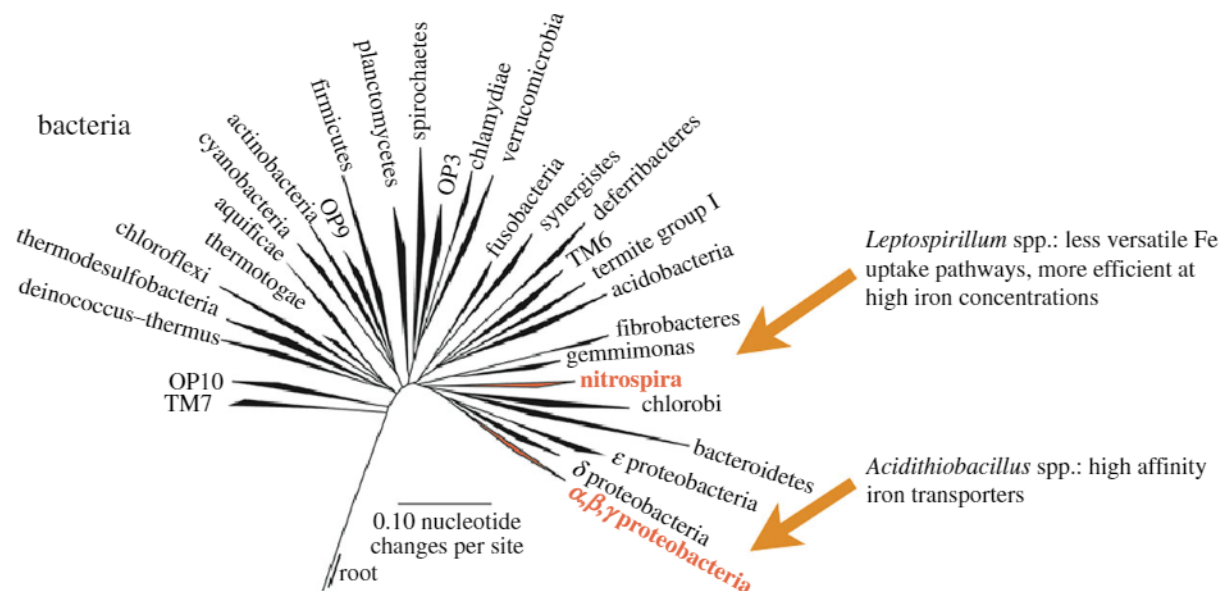 bacteria
deinococcus–thermus
thermodesulfobacteria
chloroflexi
thermotogae
aquificae
cyanobacteria
actinobacteria
OP9
firmicutes
planctomycetes
spirochaetes
OP3
chlamydiae
verrucomicrobia
fusobacteria
synergistes
deferribacteres
TM6
termite group I
acidobacteria
fibrobacteres
gemmimonas
nitrospira
chlorobi
bacteroidetes
ε proteobacteria
δ proteobacteria
α,β,γ proteobacteria
OP10
TM7
0.10 nucleotide
changes per site
root
Leptospirillum spp.: less versatile Fe
uptake pathways, more efficient at
high iron concentrations
Acidithiobacillus spp.: high affinity
iron transporters